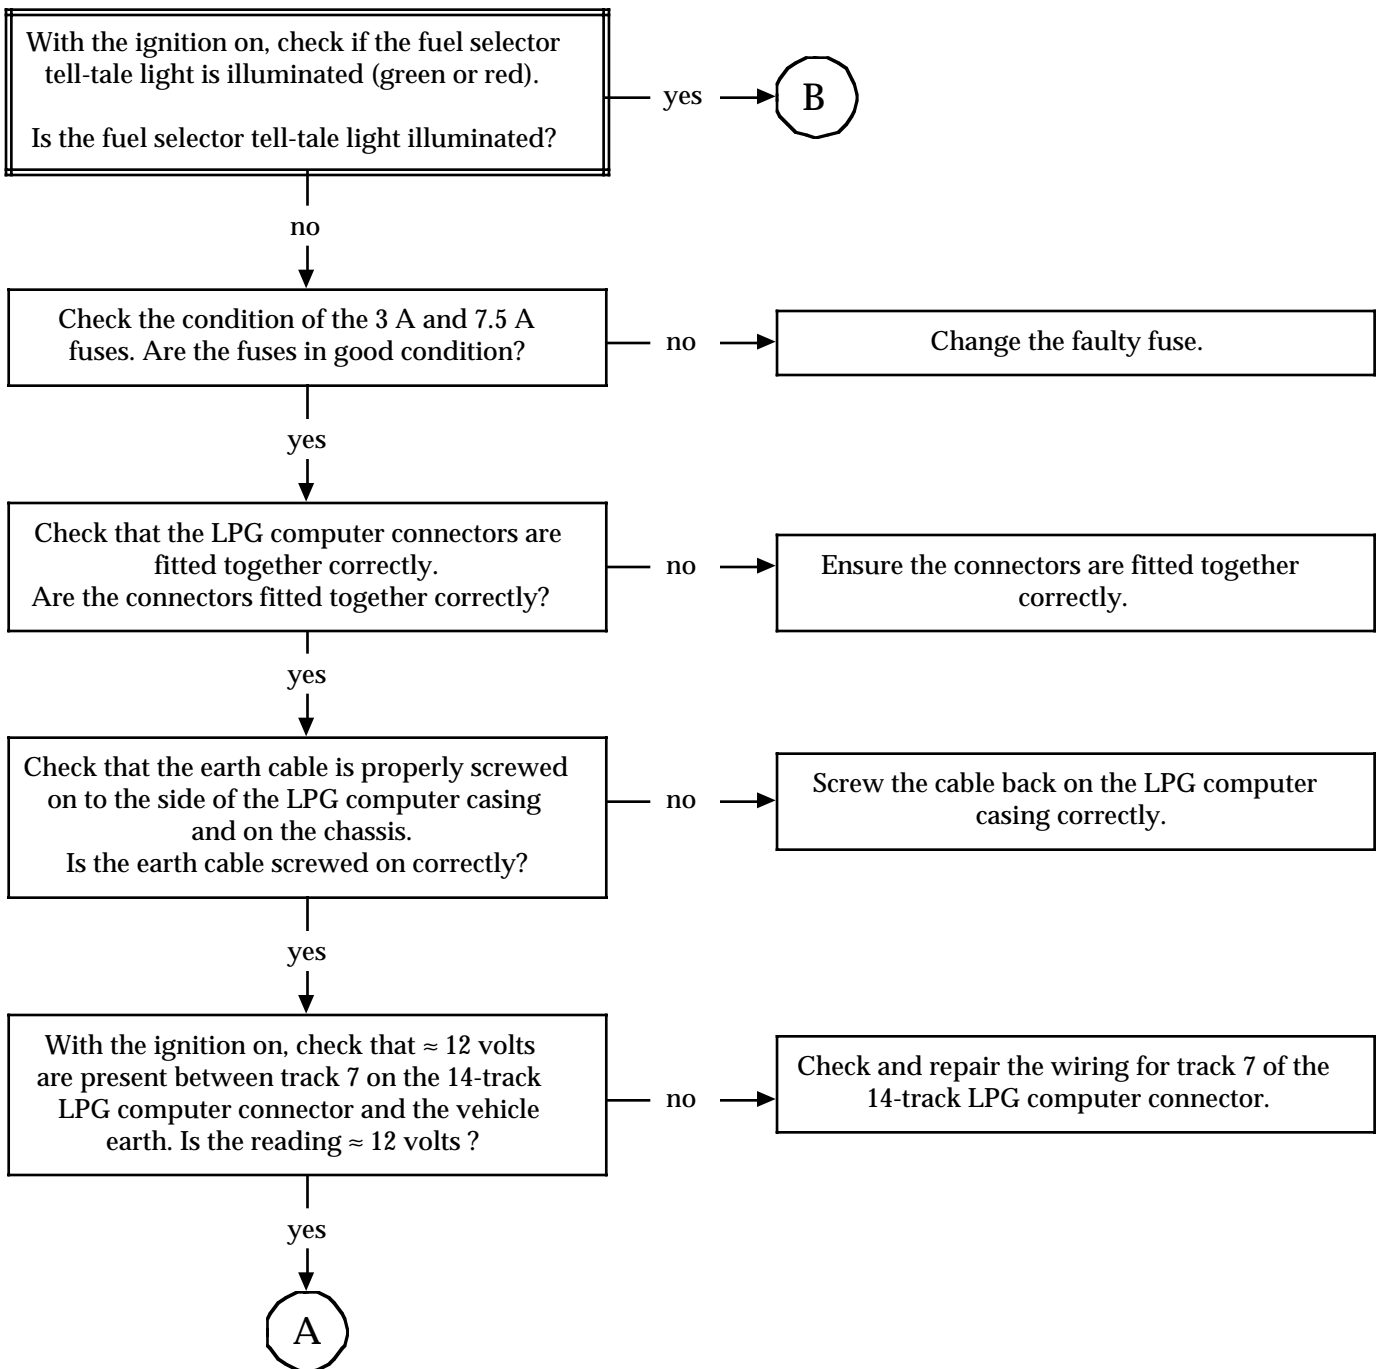 With the ignition on, check if the fuel selector
tell-tale light is illuminated (green or red).
Is the fuel selector tell-tale light illuminated?
yes
B
no
Check the condition of the 3 A and 7.5 A
fuses. Are the fuses in good condition?
no
Change the faulty fuse.
yes
Check that the LPG computer connectors are
fitted together correctly.
Are the connectors fitted together correctly?
no
Ensure the connectors are fitted together
correctly.
yes
Check that the earth cable is properly screwed
on to the side of the LPG computer casing
and on the chassis.
Is the earth cable screwed on correctly?
no
Screw the cable back on the LPG computer
casing correctly.
yes
With the ignition on, check that ≈ 12 volts
are present between track 7 on the 14-track
LPG computer connector and the vehicle
earth. Is the reading ≈ 12 volts ?
no
Check and repair the wiring for track 7 of the
14-track LPG computer connector.
yes
A